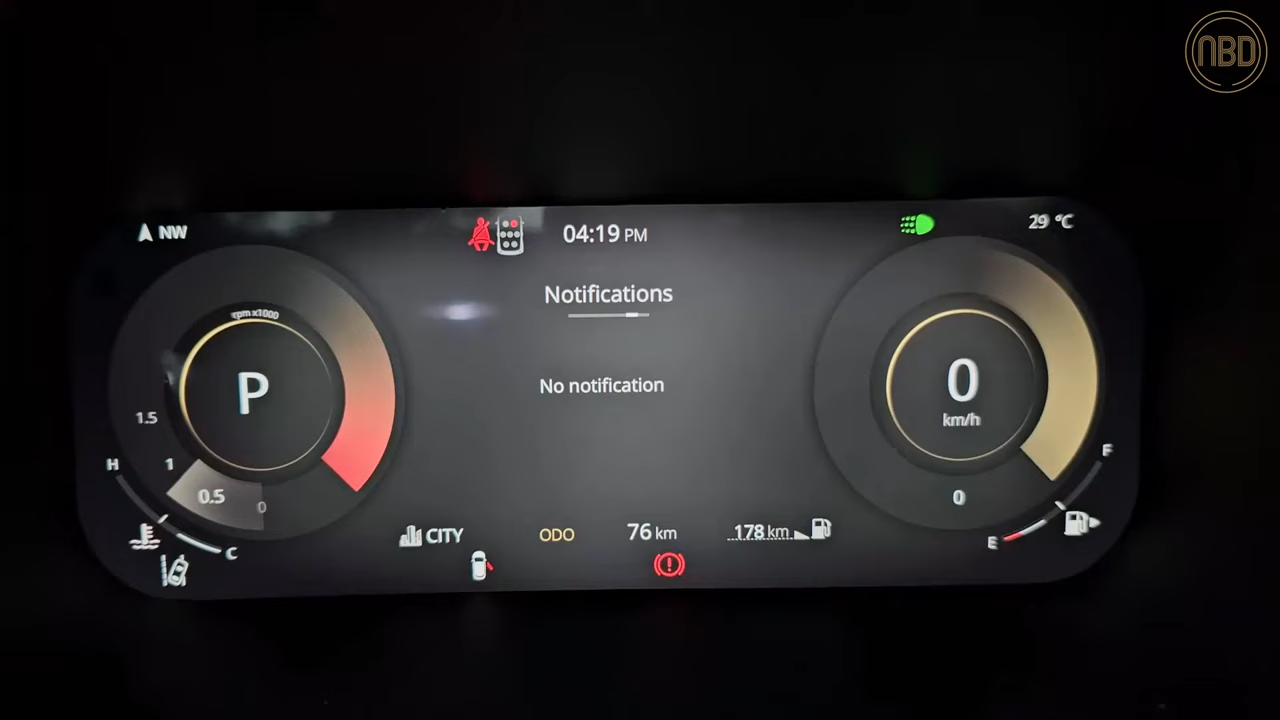 NBD
NW
04:19 PM
29 °C
Notifications
rpm x1000
No notification
P
0
km/h
1.5
1
0.5
0
0
H
C
F
E
CITY
ODO
76 km
178 km